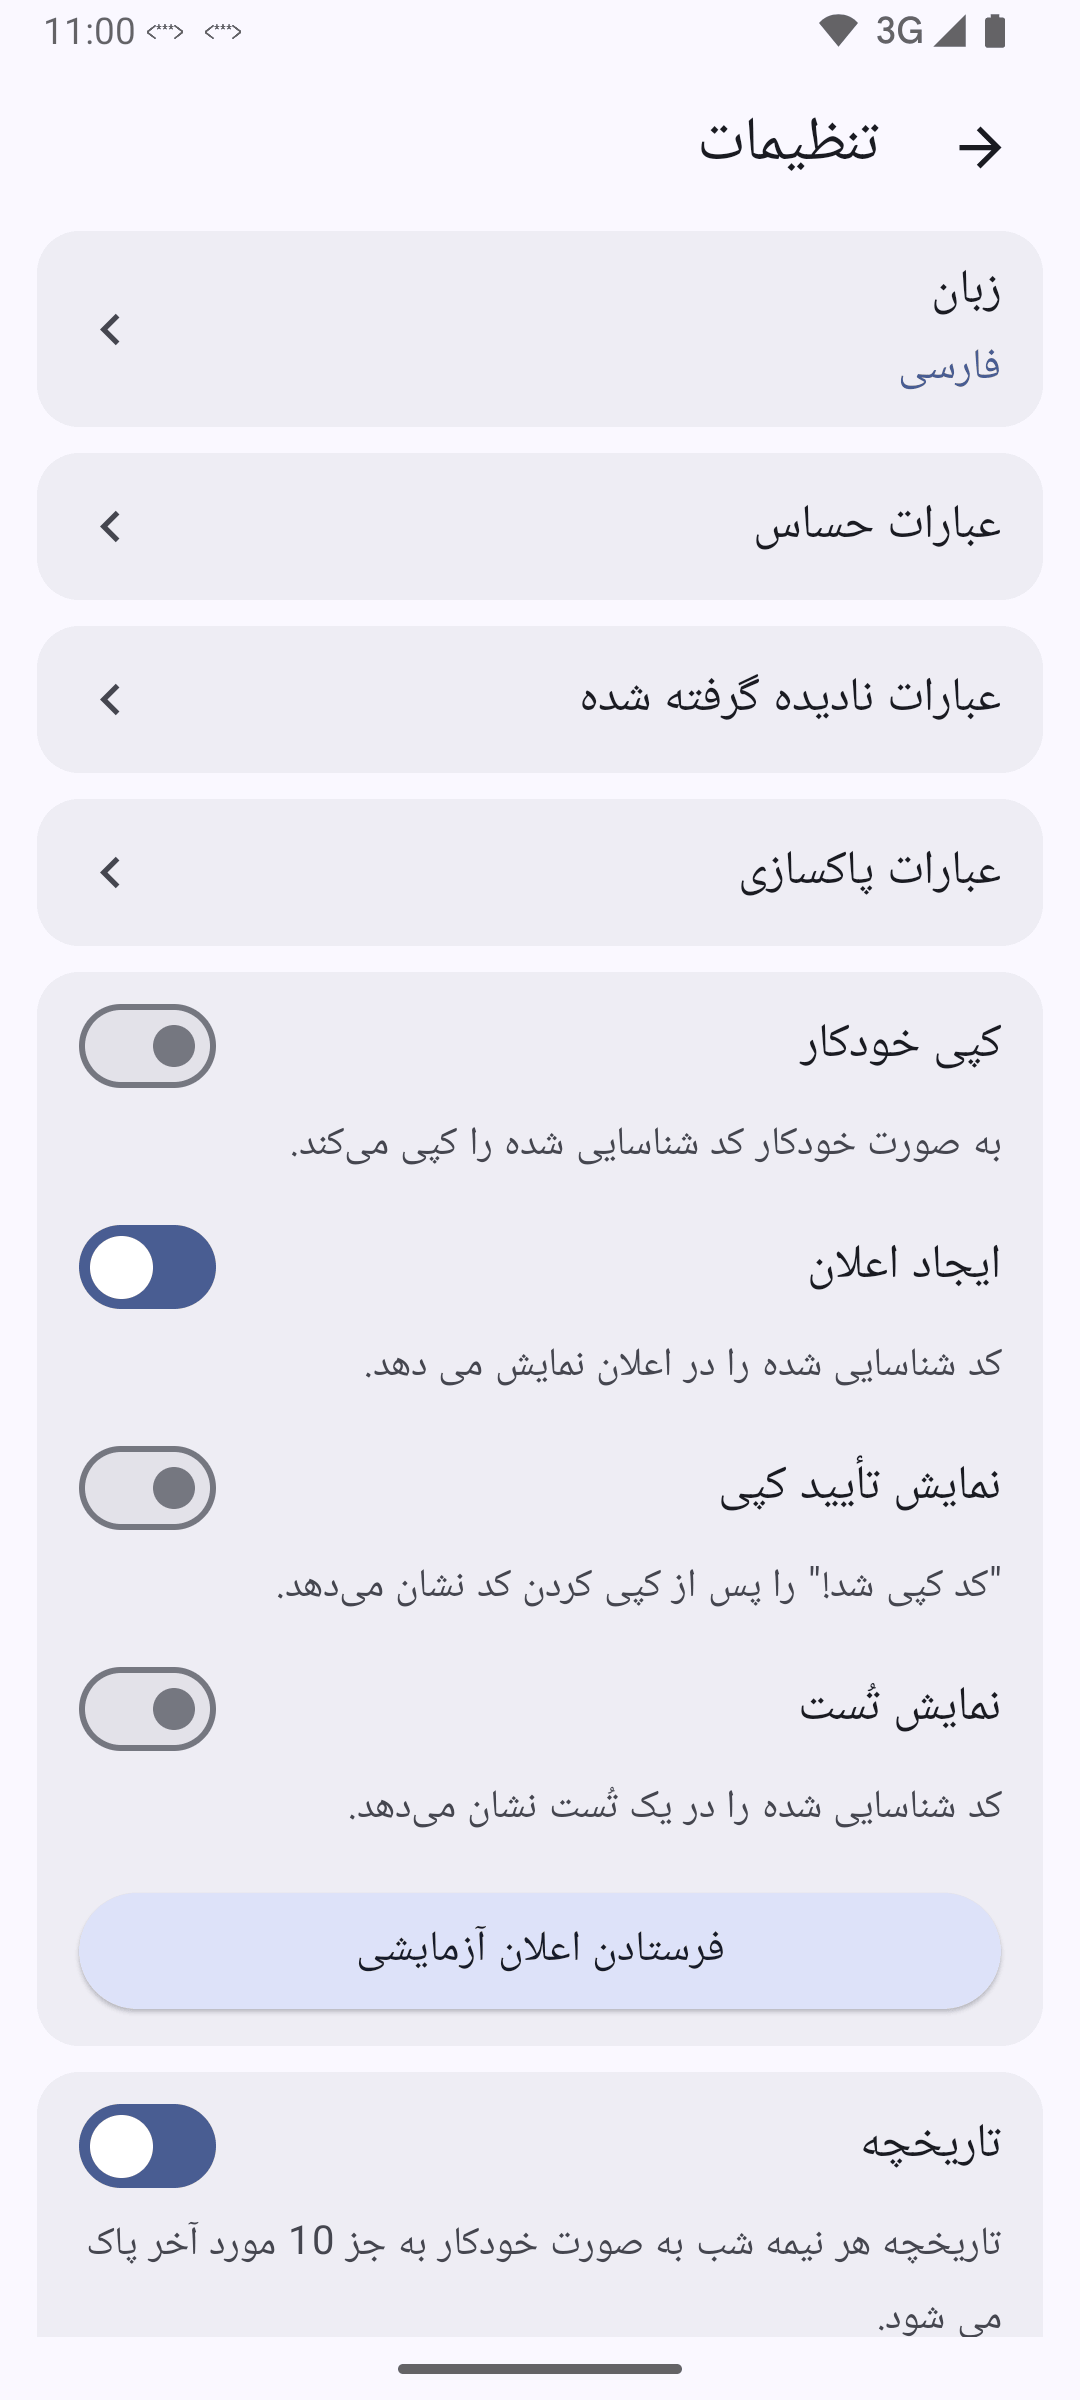 11:00 <***> <***> 3G
تنظیمات
زبان
فارسی
عبارات حساس
عبارات نادیده گرفته شده
عبارات پاکسازی
کپی خودکار
به صورت خودکار کد شناسایی شده را کپی می‌کند.
ایجاد اعلان
کد شناسایی شده را در اعلان نمایش می دهد.
نمایش تأیید کپی
"کد کپی شد!" را پس از کپی کردن کد نشان می‌دهد.
نمایش تُست
کد شناسایی شده را در یک تُست نشان می‌دهد.
فرستادن اعلان آزمایشی
تاریخچه
تاریخچه هر نیمه شب به صورت خودکار به جز 10 مورد آخر پاک
می شود.